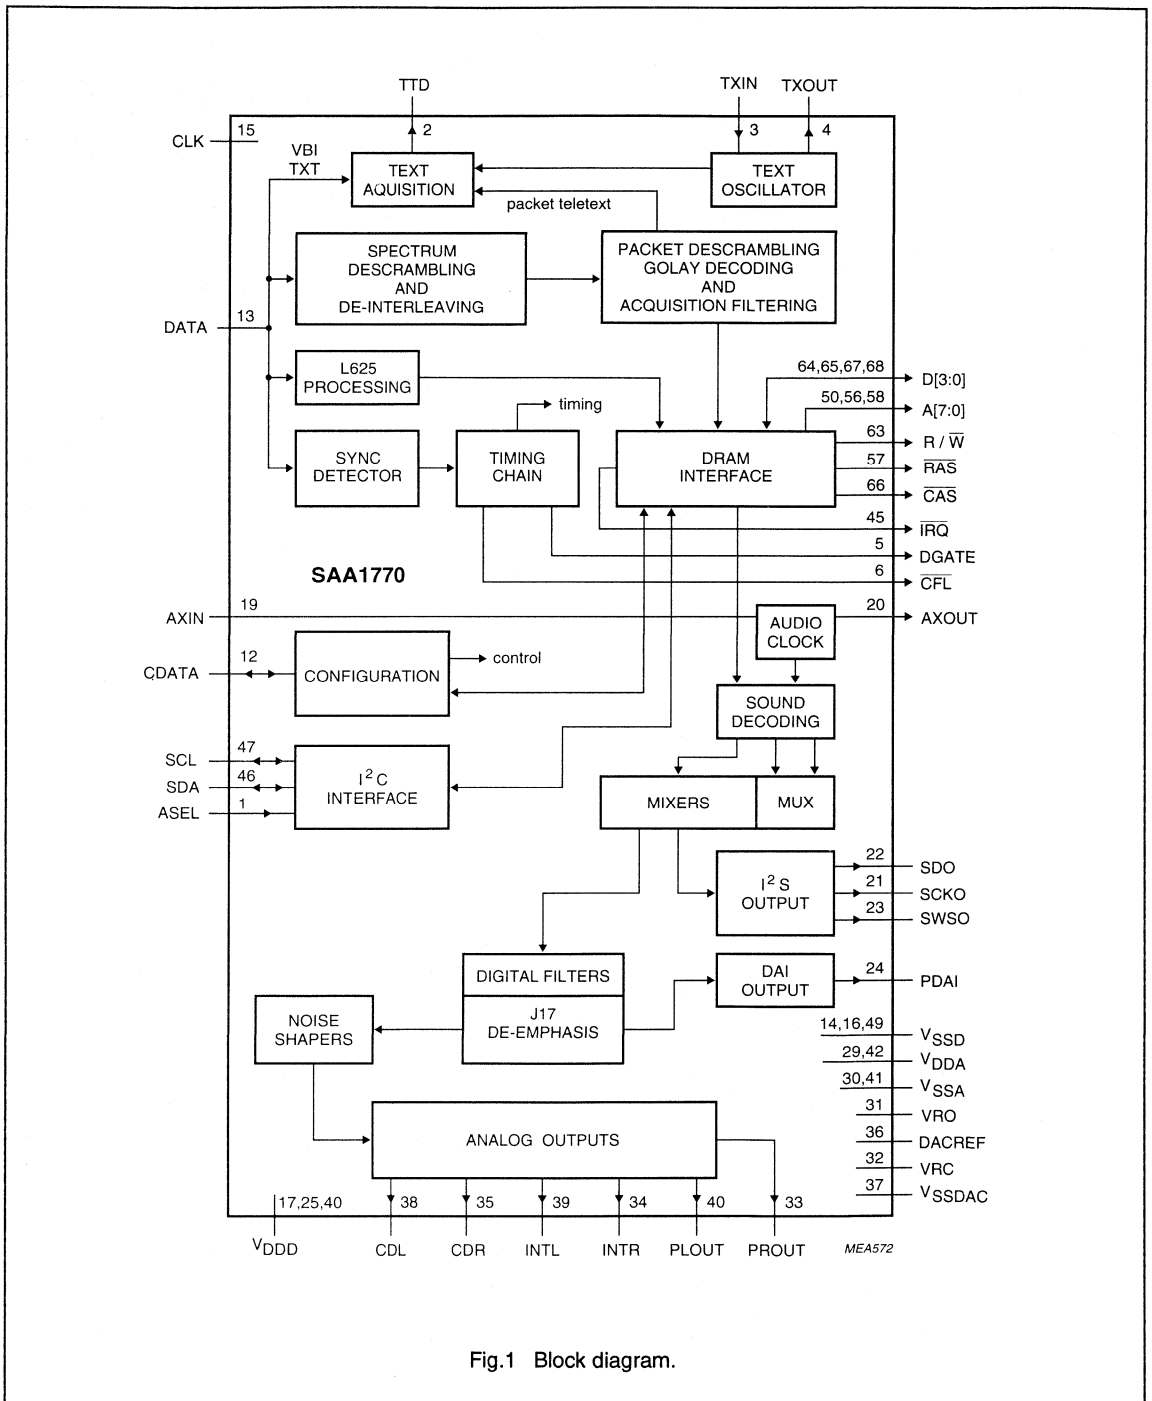 TTD
TXIN
TXOUT
2
3
4
CLK
15
VBI
TXT
TEXT
AQUISITION
TEXT
OSCILLATOR
packet teletext
SPECTRUM
DESCRAMBLING
AND
DE-INTERLEAVING
PACKET DESCRAMBLING
GOLAY DECODING
AND
ACQUISITION FILTERING
DATA
13
L625
PROCESSING
64,65,67,68
D[3:0]
timing
50,56,58
A[7:0]
SYNC
DETECTOR
TIMING
CHAIN
DRAM
INTERFACE
63
R / W̅
57
R̅A̅S̅
66
C̅A̅S̅
45
I̅R̅Q̅
5
DGATE
SAA1770
6
C̅F̅L̅
AXIN
19
AUDIO
CLOCK
20
AXOUT
CDATA
12
CONFIGURATION
control
SOUND
DECODING
SCL
47
SDA
46
ASEL
1
I²C
INTERFACE
MIXERS
MUX
I²S
OUTPUT
22
SDO
21
SCKO
23
SWSO
DIGITAL FILTERS
J17
DE-EMPHASIS
DAI
OUTPUT
24
PDAI
NOISE
SHAPERS
14,16,49
VSSD
29,42
VDDA
30,41
VSSA
31
VRO
ANALOG OUTPUTS
36
DACREF
32
VRC
37
VSSDAC
17,25,40
38
35
39
34
40
33
VDDD
CDL
CDR
INTL
INTR
PLOUT
PROUT
MEA572
Fig.1 Block diagram.